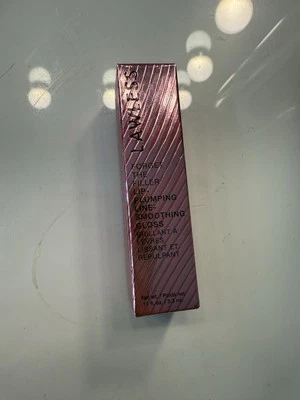 LAWLESS
FORGET
THE
FILLER
LIP-
PLUMPING
LINE-
SMOOTHING
GLOSS
BRILLANT À
LÈVRES
LISSANT ET
REPULPANT